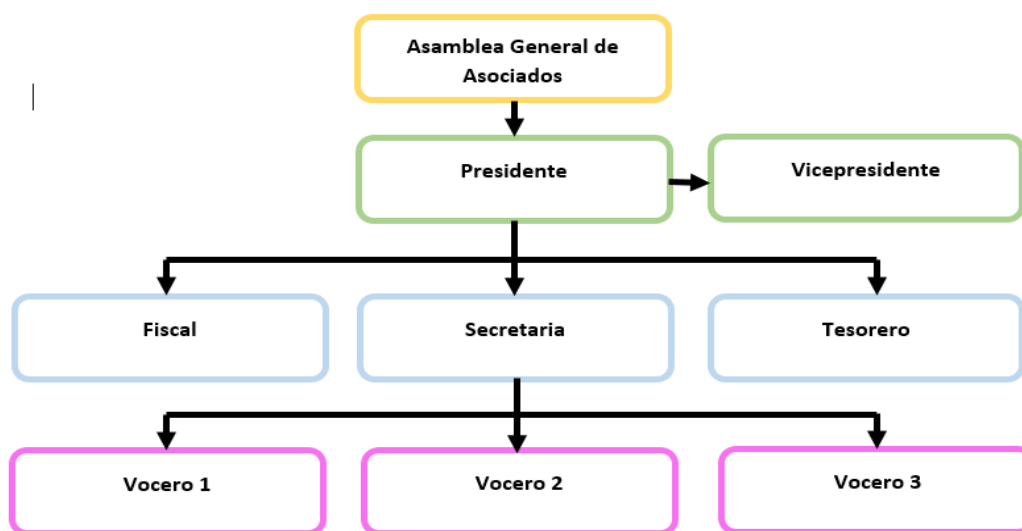 Asamblea General de
Asociados
Presidente
Vicepresidente
Fiscal
Secretaria
Tesorero
Vocero 1
Vocero 2
Vocero 3